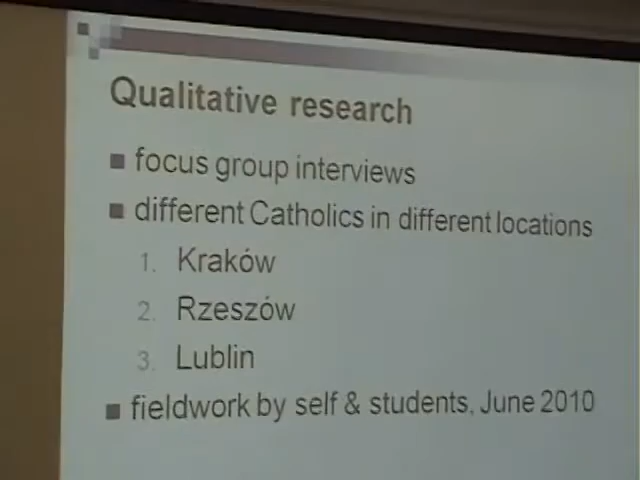 Qualitative research
focus group interviews
different Catholics in different locations
1. Kraków
2. Rzeszów
3. Lublin
fieldwork by self & students, June 2010